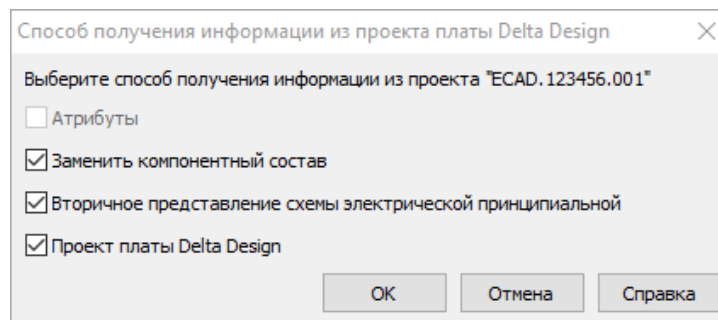 Способ получения информации из проекта платы Delta Design
Выберите способ получения информации из проекта "ECAD.123456.001"
Атрибуты
Заменить компонентный состав
Вторичное представление схемы электрической принципиальной
Проект платы Delta Design
OK Отмена Справка